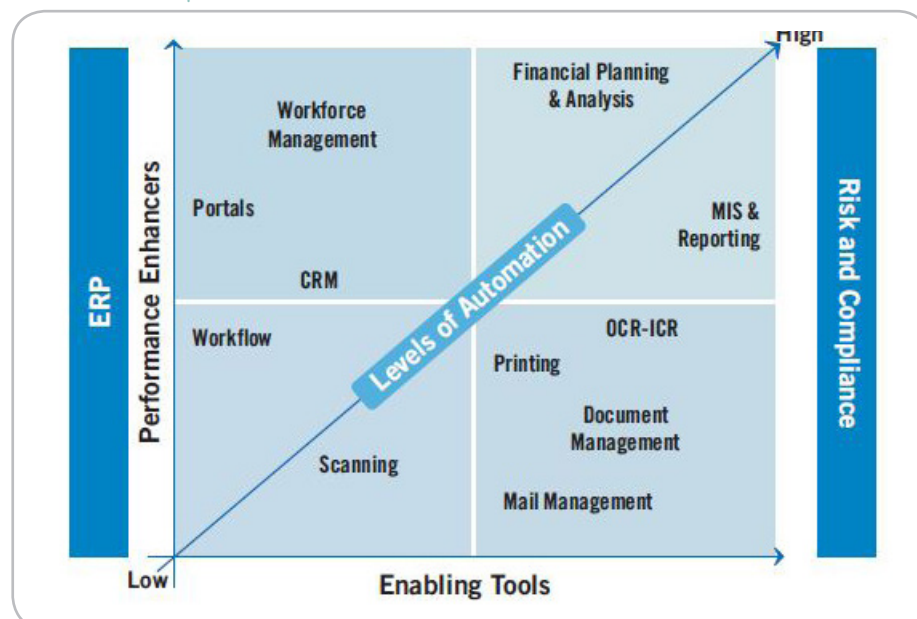 High
Financial Planning
& Analysis
Workforce
Management
Portals
MIS &
Reporting
CRM
Levels of Automation
Workflow
OCR-ICR
Printing
Document
Management
Scanning
Mail Management
Low
Enabling Tools
Performance Enhancers
ERP
Risk and Compliance